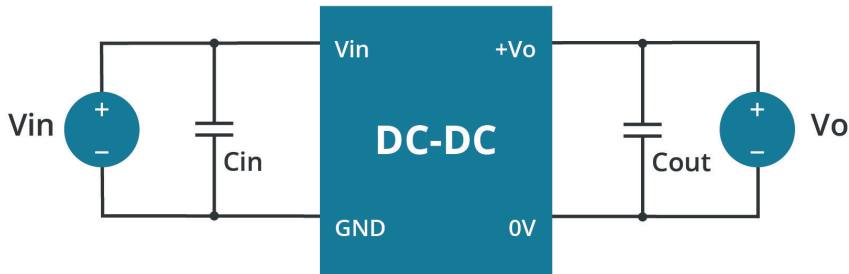 Vin
+
−
Cin
Vin
+Vo
DC-DC
GND
0V
Cout
+
−
Vo